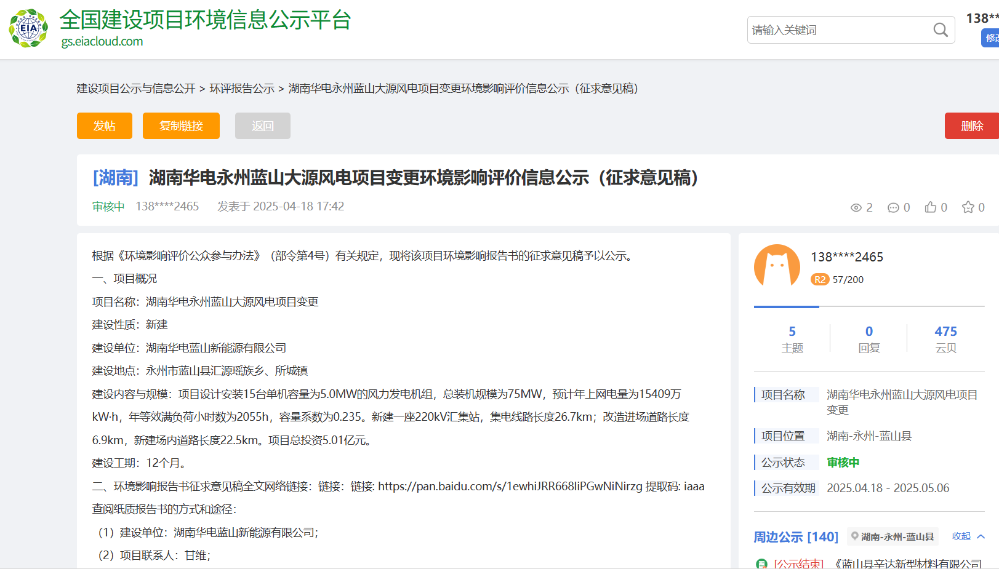 EIA
全国建设项目环境信息公示平台
gs.eiacloud.com
请输入关键词
138**
建设项目公示与信息公开 > 环评报告公示 > 湖南华电永州蓝山大源风电项目变更环境影响评价信息公示（征求意见稿）
发帖
复制链接
返回
删除
[湖南] 湖南华电永州蓝山大源风电项目变更环境影响评价信息公示（征求意见稿）
审核中 138****2465 发表于 2025-04-18 17:42
2 0 0 0
根据《环境影响评价公众参与办法》（部令第4号）有关规定，现将该项目环境影响报告书的征求意见稿予以公示。
一、项目概况
项目名称：湖南华电永州蓝山大源风电项目变更
建设性质：新建
建设单位：湖南华电蓝山新能源有限公司
建设地点：永州市蓝山县汇源瑶族乡、所城镇
建设内容与规模：项目设计安装15台单机容量为5.0MW的风力发电机组，总装机规模为75MW，预计年上网电量为15409万
kW·h，年等效满负荷小时数为2055h，容量系数为0.235。新建一座220kV汇集站，集电线路长度26.7km；改造进场道路长度
6.9km，新建场内道路长度22.5km。项目总投资5.01亿元。
建设工期：12个月。
二、环境影响报告书征求意见稿全文网络链接：链接：链接: https://pan.baidu.com/s/1ewhiJRR668IiPGwNiNirzg 提取码: iaaa
查阅纸质报告书的方式和途径：
（1）建设单位：湖南华电蓝山新能源有限公司；
（2）项目联系人：甘维；
138****2465
R2 57/200
5 0 475
主题 回复 云贝
项目名称 湖南华电永州蓝山大源风电项目
变更
项目位置 湖南-永州-蓝山县
公示状态 审核中
公示有效期 2025.04.18 - 2025.05.06
周边公示 [140] 湖南-永州-蓝山县 收起
[公示结束] 《蓝山县辛达新型材料有限公司